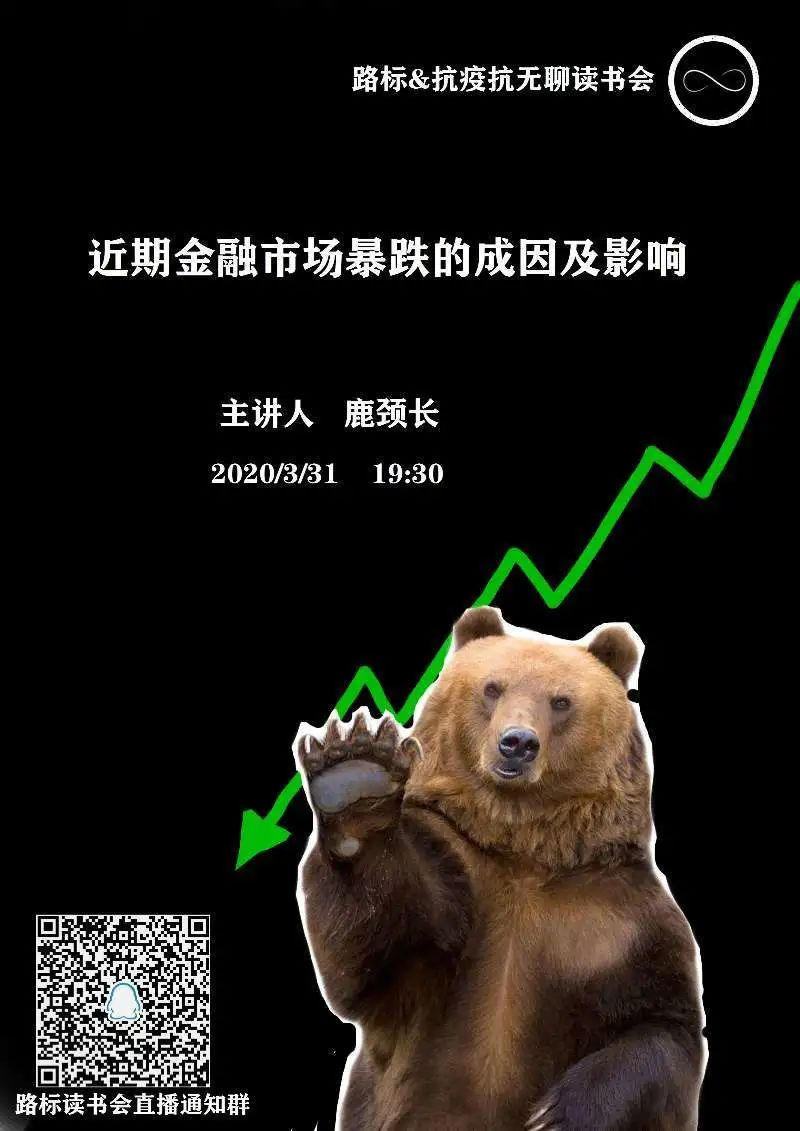 路标&抗疫抗无聊读书会
近期金融市场暴跌的成因及影响
主讲人 鹿颈长
2020/3/31 19:30
路标读书会直播通知群